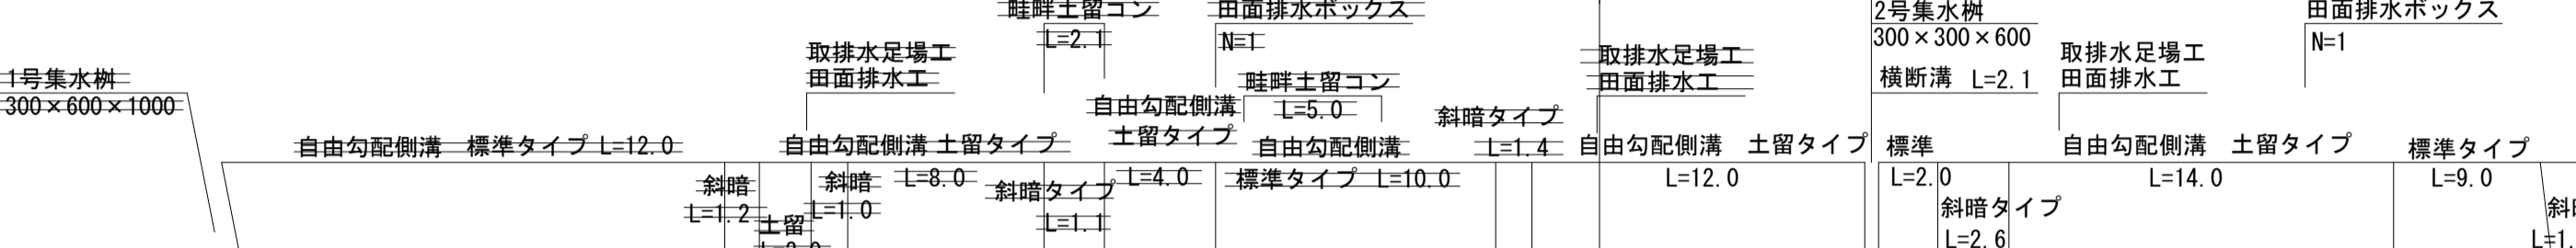 1号集水桝
300×600×1000
自由勾配側溝 標準タイプ L=12.0
斜暗
L=1.2
土留
取排水足場工
田面排水工
自由勾配側溝 土留タイプ
L=8.0
斜暗
L=1.0
畦畔土留コン
L=2.1
斜暗タイプ
L=1.1
自由勾配側溝
土留タイプ
L=4.0
田面排水ボックス
N=1
畦畔土留コン
L=5.0
自由勾配側溝
標準タイプ L=10.0
斜暗タイプ
L=1.4
取排水足場工
田面排水工
自由勾配側溝 土留タイプ
L=12.0
2号集水桝
300×300×600
横断溝 L=2.1
標準
L=2.0
斜暗タイプ
L=2.6
取排水足場工
田面排水工
自由勾配側溝 土留タイプ
L=14.0
田面排水ボックス
N=1
標準タイプ
L=9.0